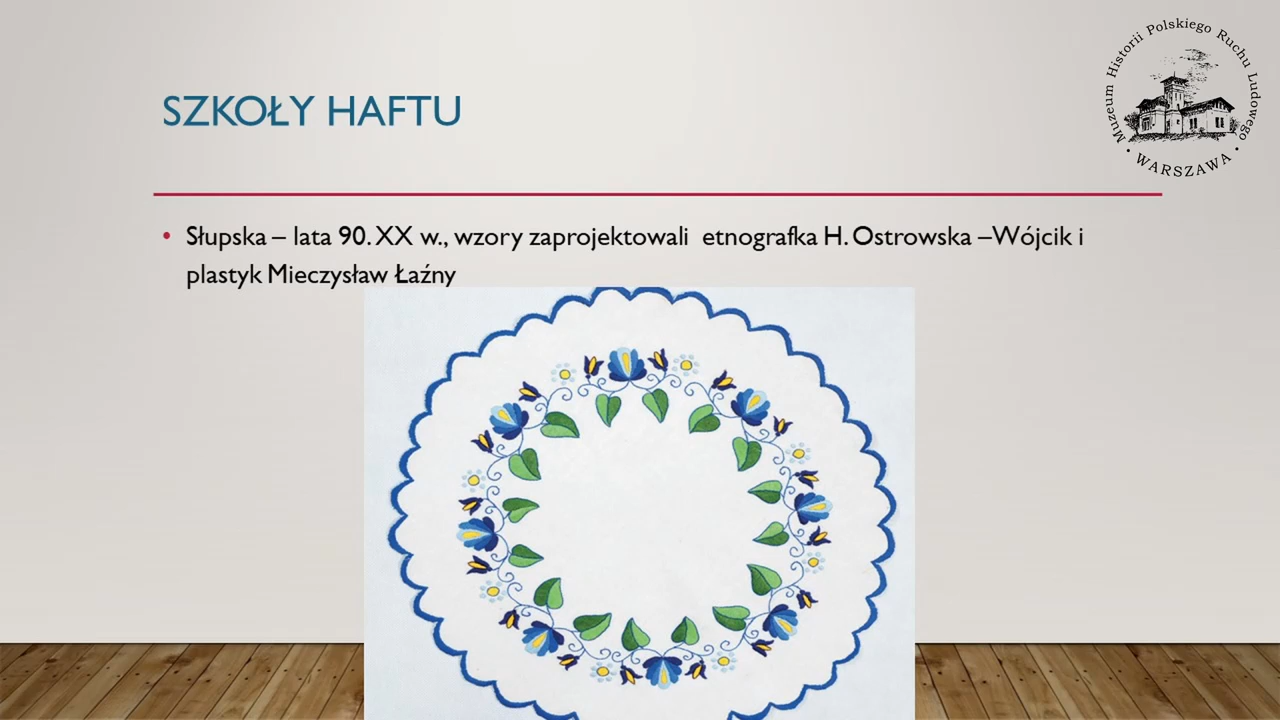 Muzeum Historii Polskiego Ruchu Ludowego
• WARSZAWA •
SZKOŁY HAFTU
• Słupska – lata 90. XX w., wzory zaprojektowali  etnografka H. Ostrowska –Wójcik i
plastyk Mieczysław Łaźny